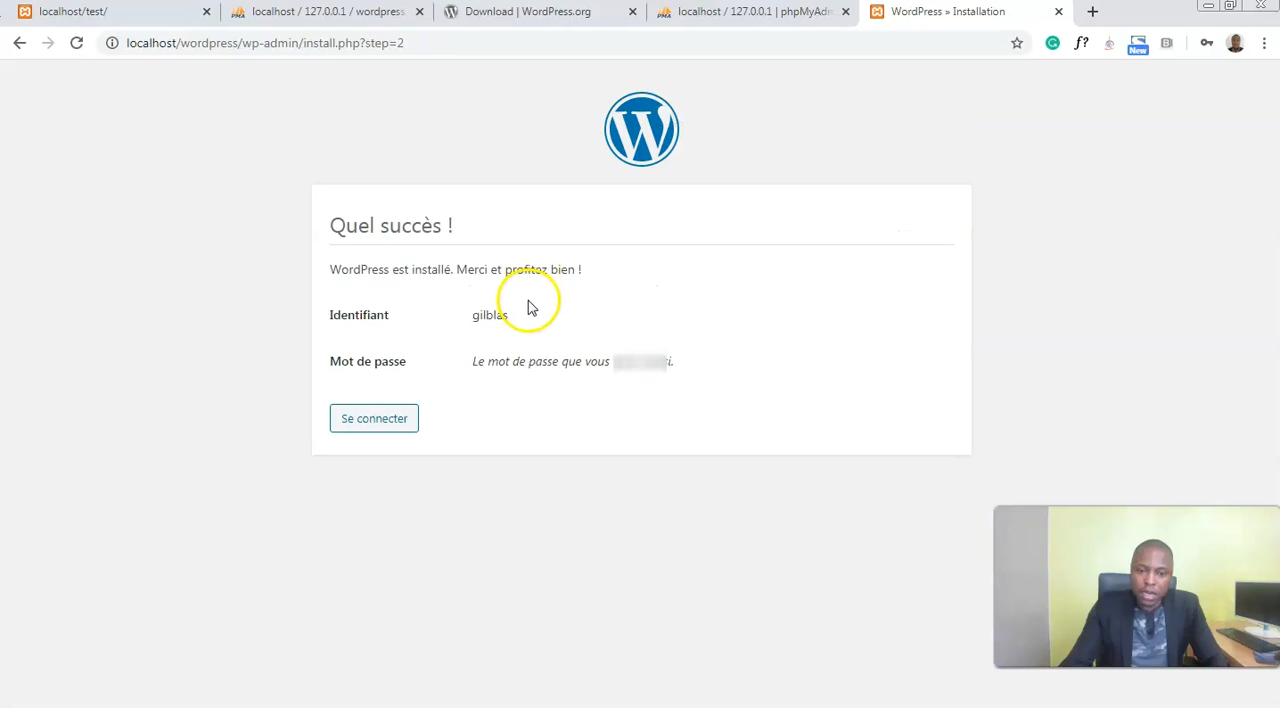 localhost/test/
localhost / 127.0.0.1 / wordpress
Download | WordPress.org
localhost / 127.0.0.1 | phpMyAdm
WordPress » Installation
localhost/wordpress/wp-admin/install.php?step=2
f?
New
Quel succès !
WordPress est installé. Merci et profitez bien !
Identifiant gilblas
Mot de passe Le mot de passe que vous
Se connecter